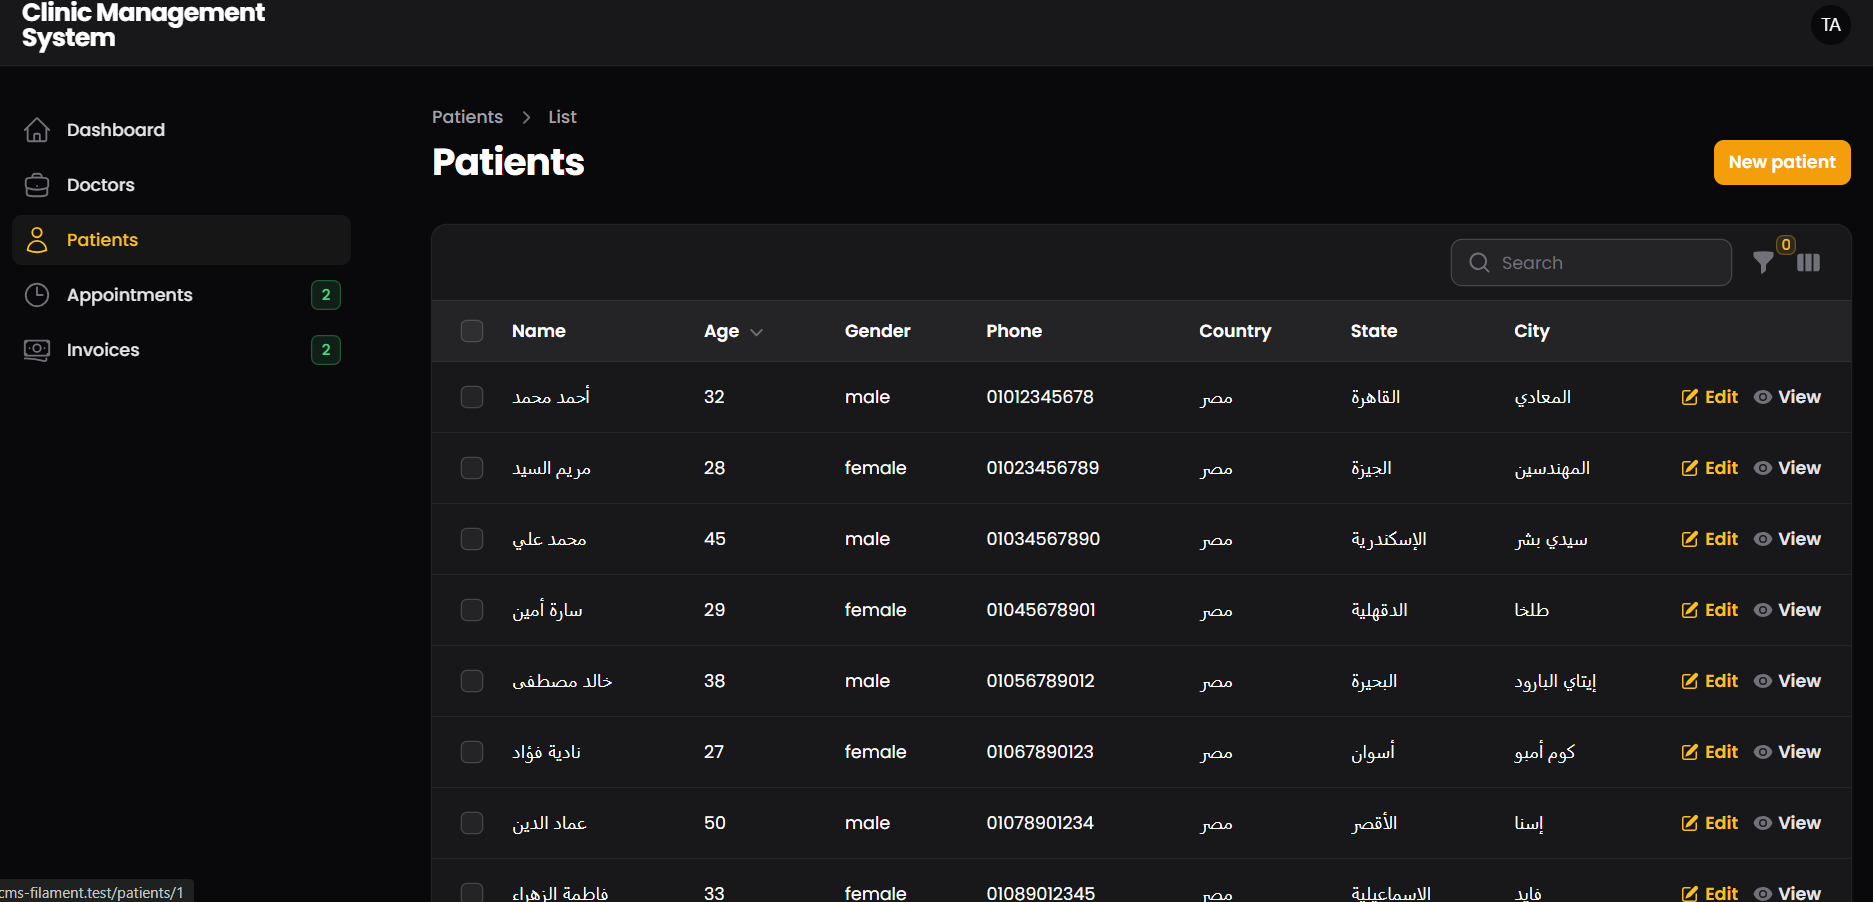 Clinic Management
System
TA
Dashboard
Doctors
Patients
Appointments 2
Invoices 2
Patients > List
Patients
New patient
Search
0
Name Age Gender Phone Country State City
أحمد محمد 32 male 01012345678 مصر القاهرة المعادي Edit View
مريم السيد 28 female 01023456789 مصر الجيزة المهندسين Edit View
محمد علي 45 male 01034567890 مصر الإسكندرية سيدي بشر Edit View
سارة أمين 29 female 01045678901 مصر الدقهلية طلخا Edit View
خالد مصطفى 38 male 01056789012 مصر البحيرة إيتاي البارود Edit View
نادية فؤاد 27 female 01067890123 مصر أسوان كوم أمبو Edit View
عماد الدين 50 male 01078901234 مصر الأقصر إسنا Edit View
فاطمة الزهراء 33 female 01089012345 مصر الاسماعيلية فايد Edit View
cms-filament.test/patients/1